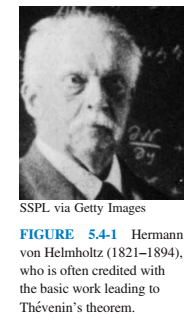 ∂N
∂y
SSPL via Getty Images
FIGURE 5.4-1 Hermann
von Helmholtz (1821–1894),
who is often credited with
the basic work leading to
Thévenin's theorem.